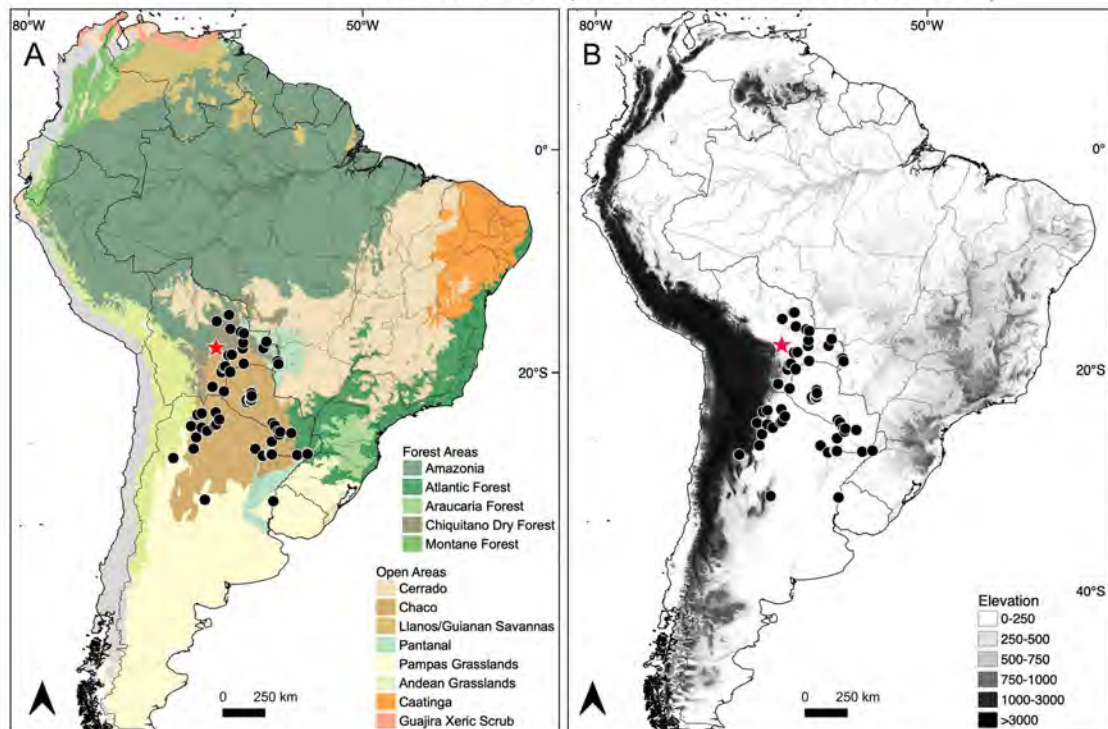 80°W 50°W
A
0°
20°S
Forest Areas
Amazonia
Atlantic Forest
Araucaria Forest
Chiquitano Dry Forest
Montane Forest
Open Areas
Cerrado
Chaco
Llanos/Guianan Savannas
Pantanal
Pampas Grasslands
Andean Grasslands
Caatinga
Guajira Xeric Scrub
0 250 km
80°W 50°W
B
0°
20°S
40°S
Elevation
0-250
250-500
500-750
750-1000
1000-3000
>3000
0 250 km